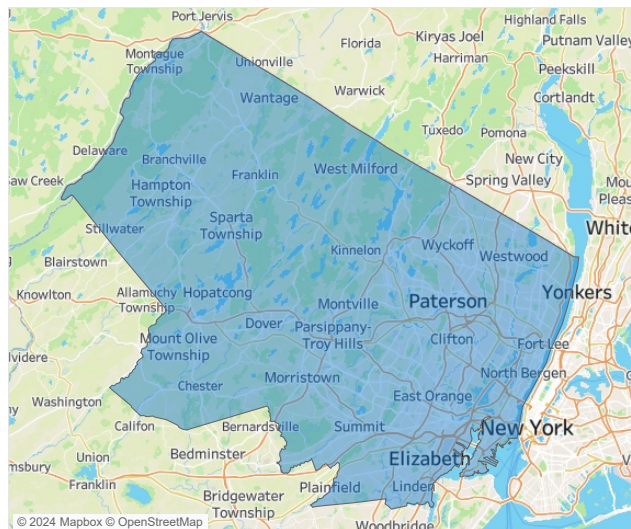 Port Jervis
Highland Falls
Montague
Township
Unionville
Florida
Kiryas Joel
Putnam Valley
Harriman
Peekskill
Wantage
Warwick
Cortlandt
Tuxedo
Pomona
Delaware
Branchville
Franklin
West Milford
New City
Spring Valley
Mou
Pleas
aw Creek
Hampton
Township
Sparta
Township
Stillwater
Wyckoff
Westwood
White
Kinnelon
Blairstown
Knowlton
Allamuchy
Township
Hopatcong
Montville
Paterson
Yonkers
Dover
Parsippany-
Troy Hills
Clifton
Fort Lee
Mount Olive
Township
lvidere
Morristown
North Bergen
Chester
East Orange
Washington
Califon
Bernardsville
Summit
New York
Union
Bedminster
Elizabeth
msburg
Franklin
Bridgewater
Township
Plainfield
Linden
V
Woodbridge
© 2024 Mapbox © OpenStreetMap